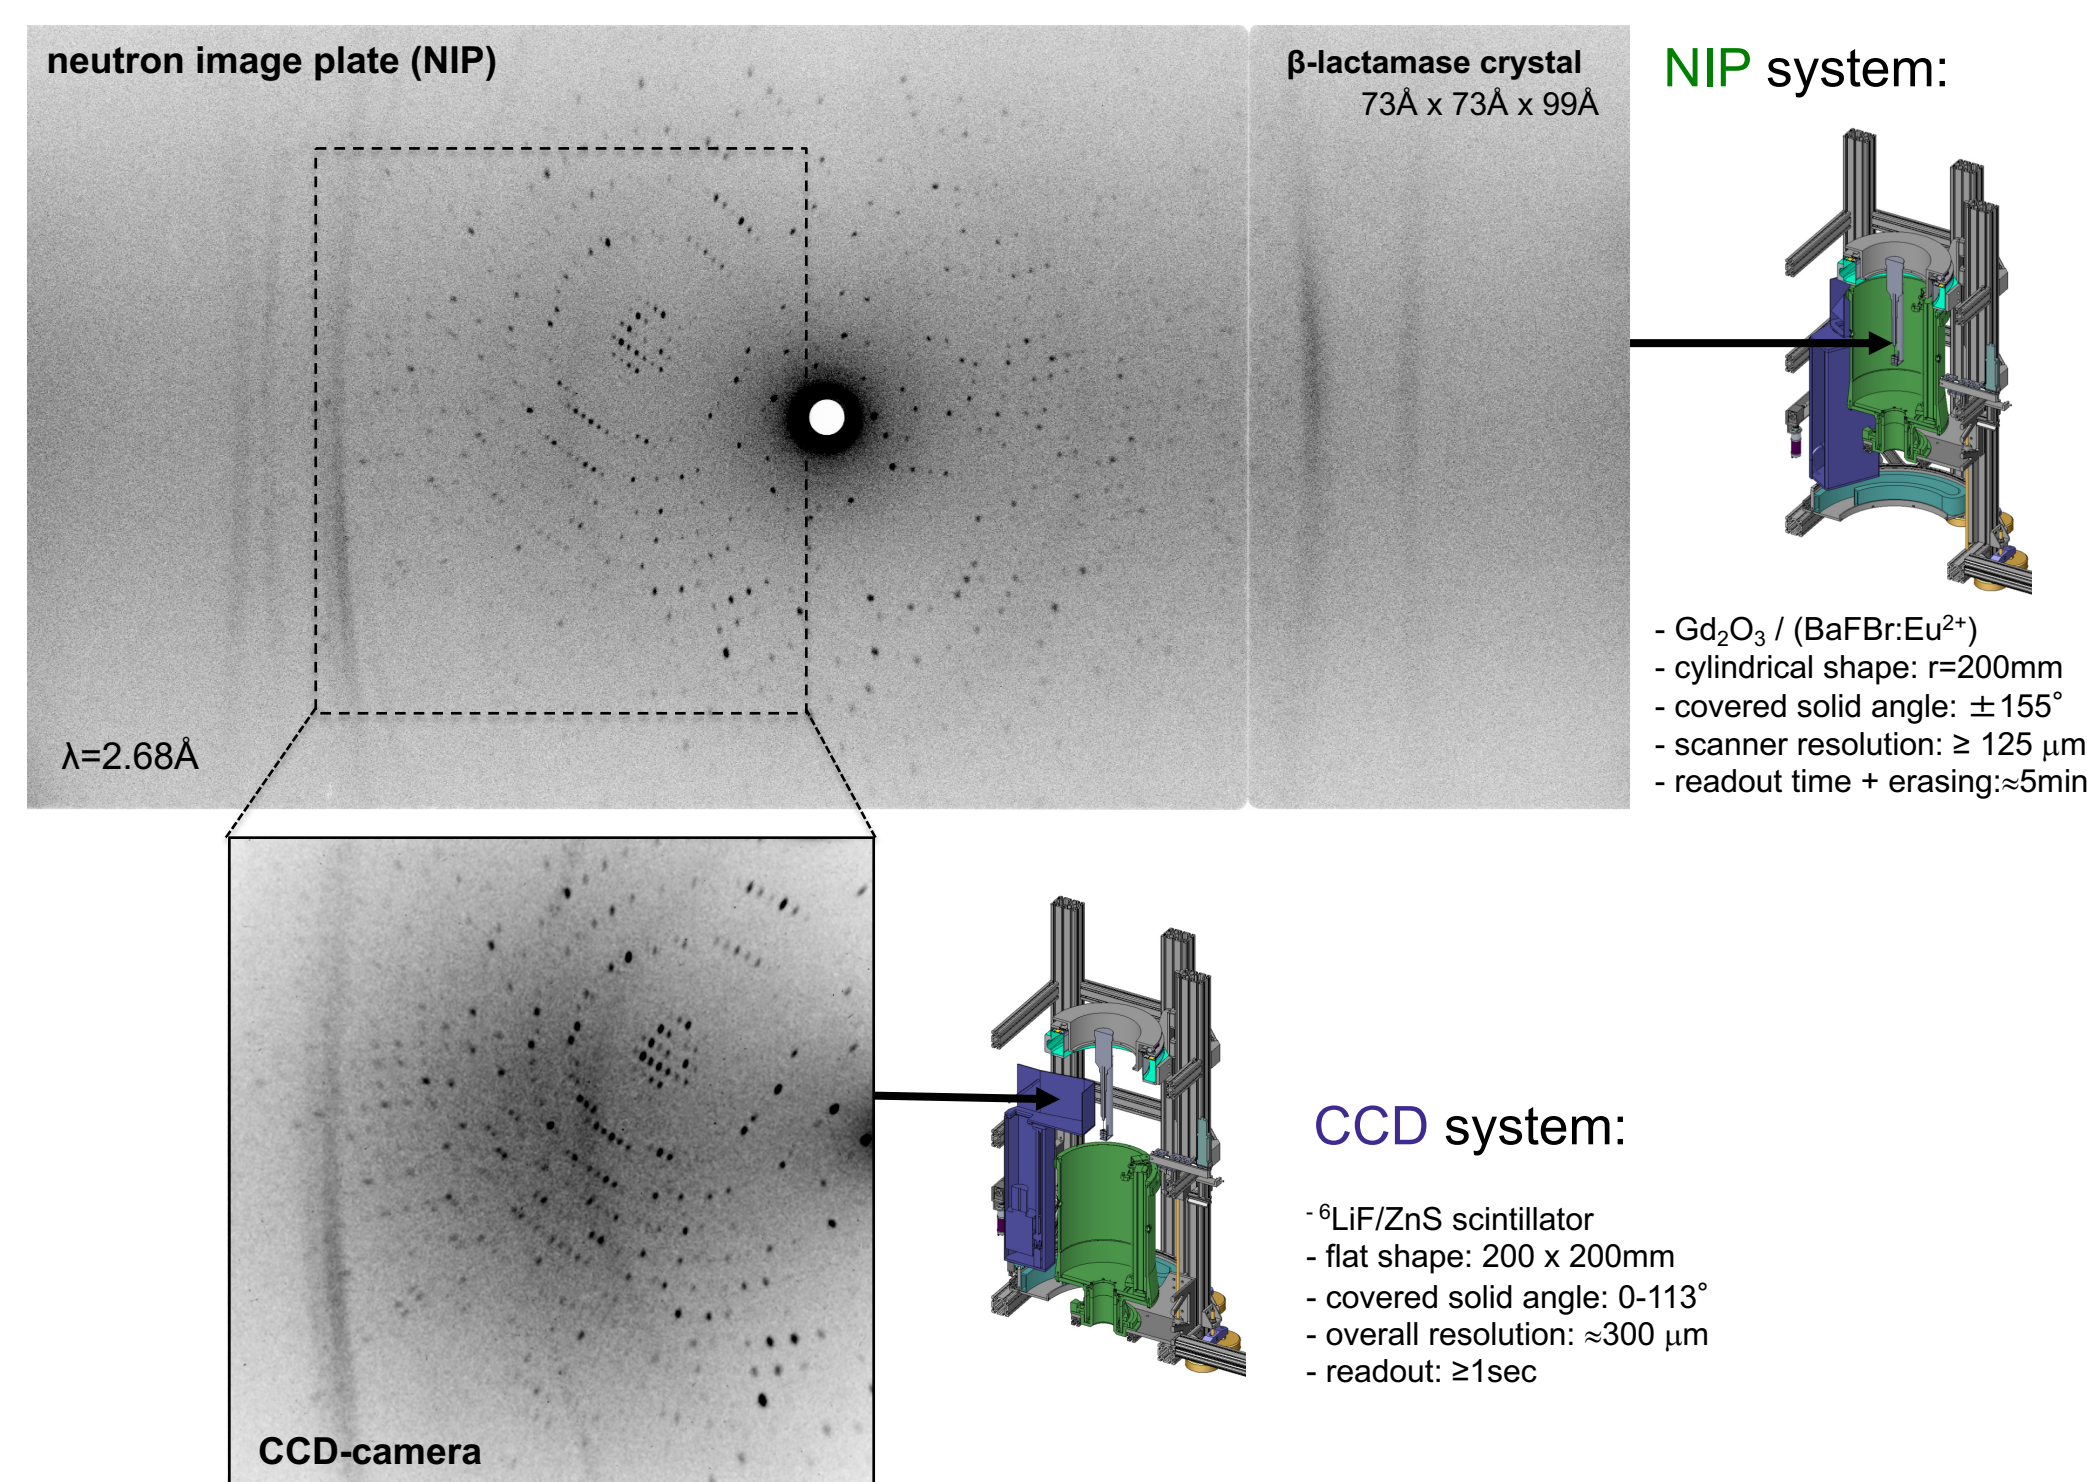 neutron image plate (NIP)
β-lactamase crystal
73Å x 73Å x 99Å
λ=2.68Å
NIP system:
- Gd₂O₃ / (BaFBr:Eu²⁺)
- cylindrical shape: r=200mm
- covered solid angle: ±155°
- scanner resolution: ≥ 125 μm
- readout time + erasing:≈5min
CCD-camera
CCD system:
- ⁶LiF/ZnS scintillator
- flat shape: 200 x 200mm
- covered solid angle: 0-113°
- overall resolution: ≈300 μm
- readout: ≥1sec